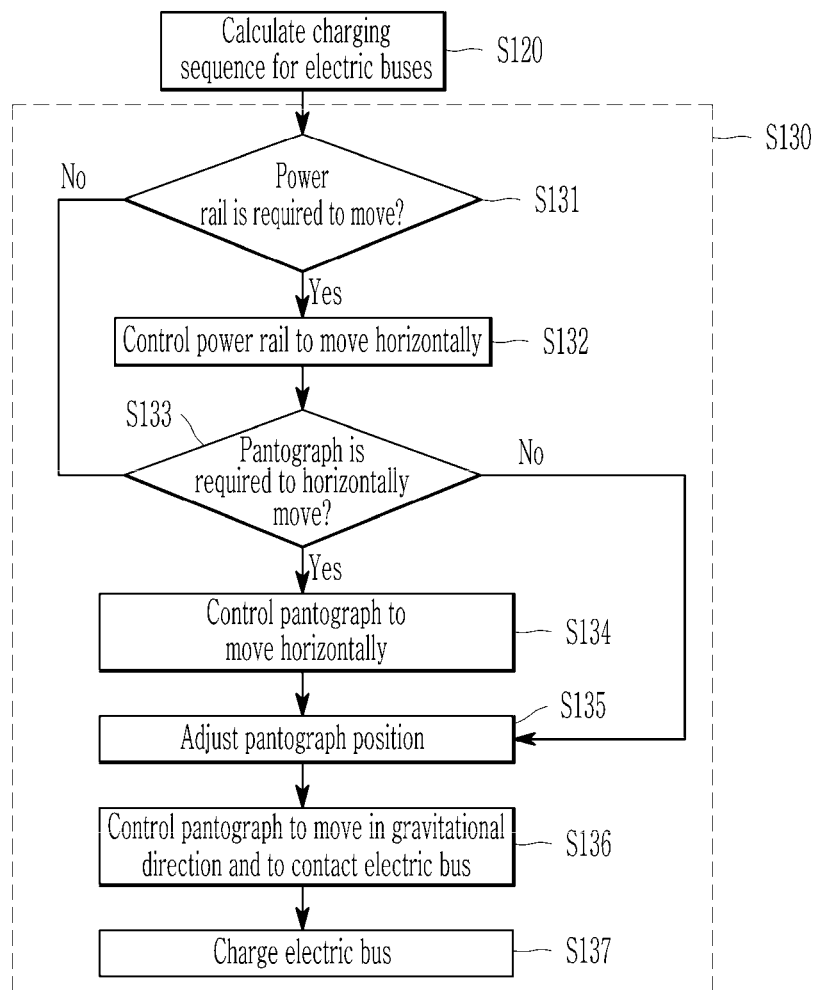 Calculate charging
sequence for electric buses
S120
S130
No
Power
rail is required to move?
S131
Yes
Control power rail to move horizontally
S132
S133
Pantograph is
required to horizontally
move?
No
Yes
Control pantograph to
move horizontally
S134
S135
Adjust pantograph position
Control pantograph to move in gravitational
direction and to contact electric bus
S136
Charge electric bus
S137